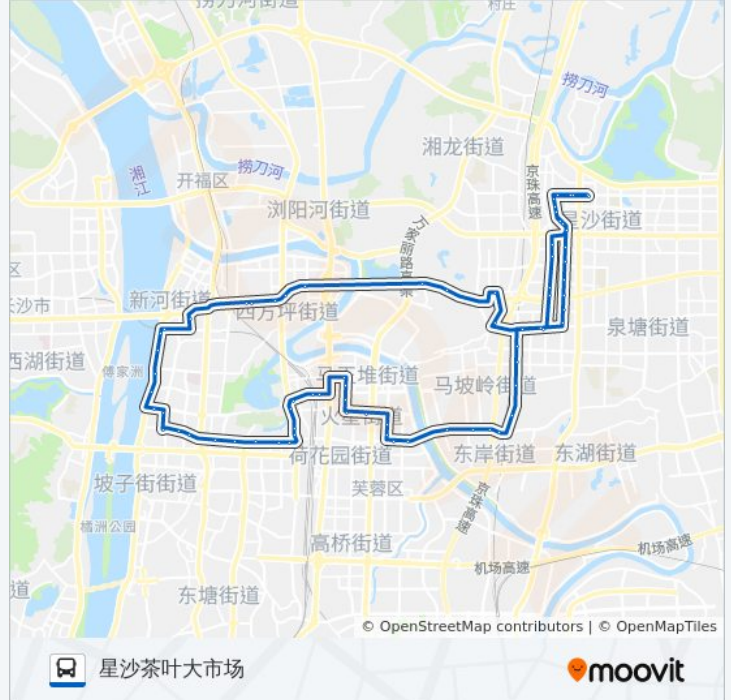 捞刀河街道
村庄
捞刀河
湘龙街道
湘江
捞刀河
京珠高速
开福区
浏阳河街道
星沙街道
万家丽路高架
区
新河街道
长沙市
四方坪街道
泉塘街道
西湖街道
傅家洲
马王堆街道
马坡岭街道
火星街道
荷花园街道
东岸街道
东湖街道
坡子街街道
芙蓉区
京珠高速
橘洲公园
高桥街道
机场高速
机场高速
道
东塘街道
© OpenStreetMap contributors | © OpenMapTiles
星沙茶叶大市场
moovit